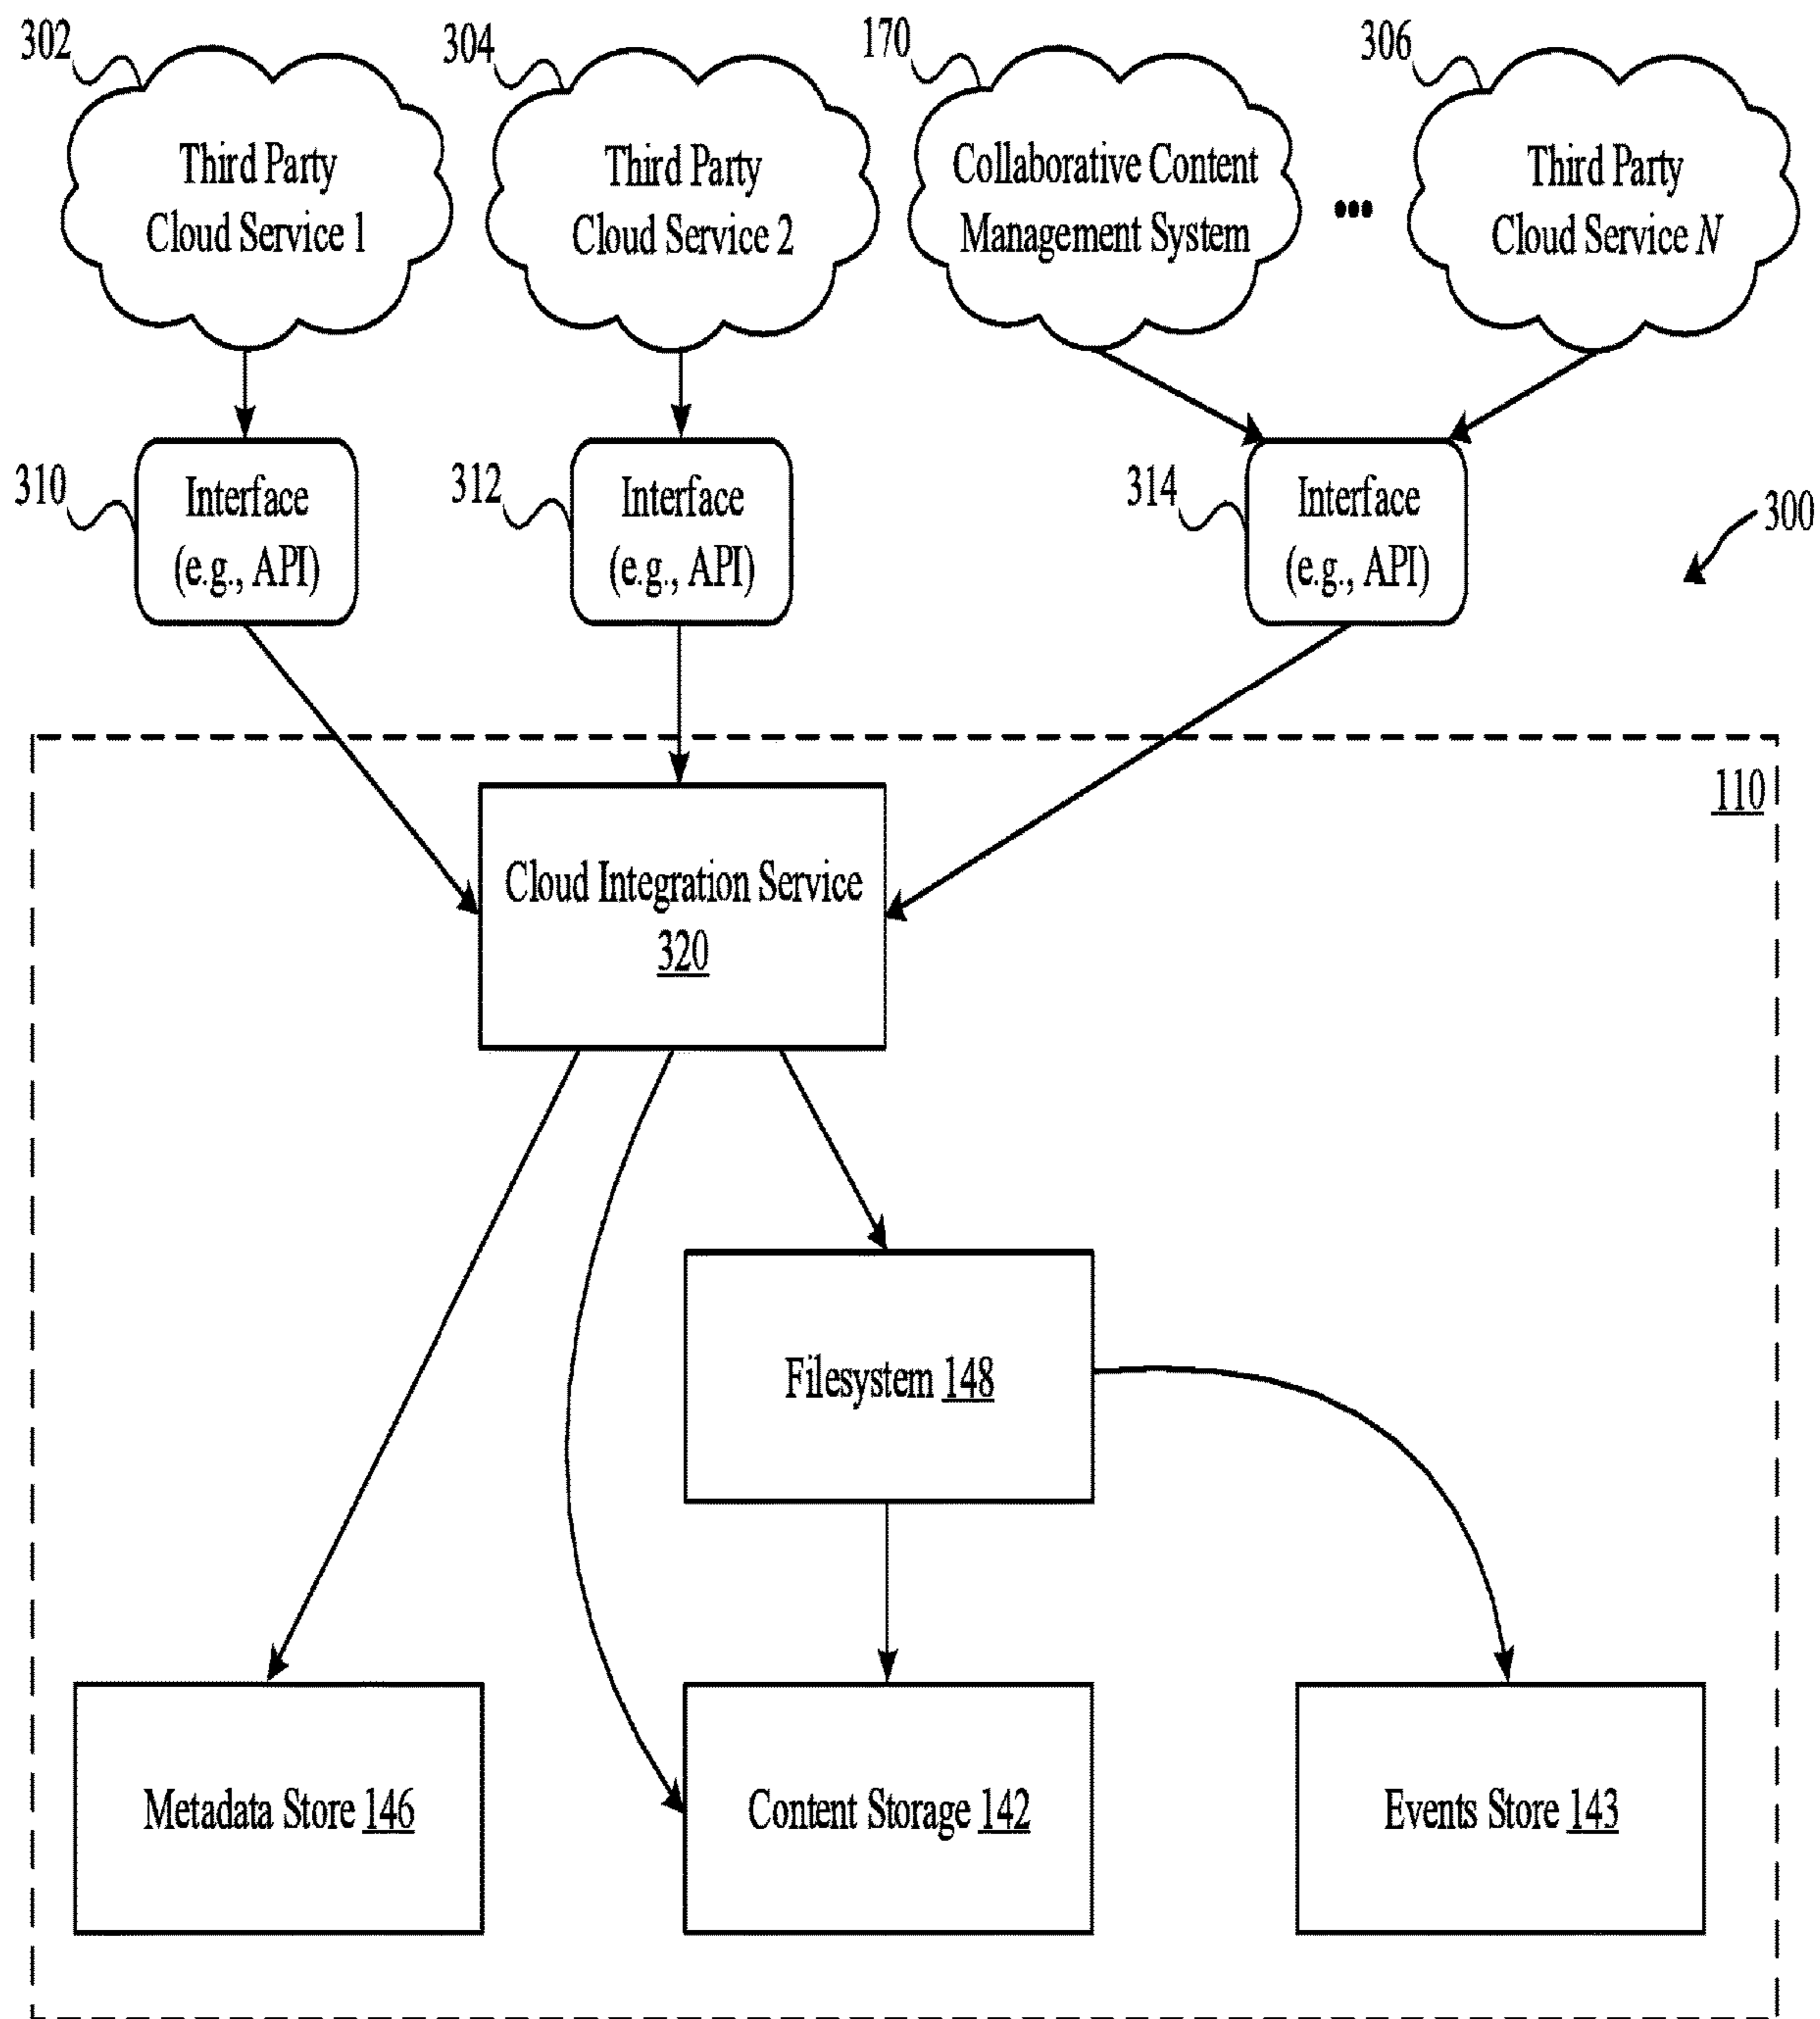 302
304
170
306
Third Party
Cloud Service 1
Third Party
Cloud Service 2
Collaborative Content
Management System
•••
Third Party
Cloud Service N
310
Interface
(e.g., API)
312
Interface
(e.g., API)
314
Interface
(e.g., API)
300
110
Cloud Integration Service
320
Filesystem 148
Metadata Store 146
Content Storage 142
Events Store 143